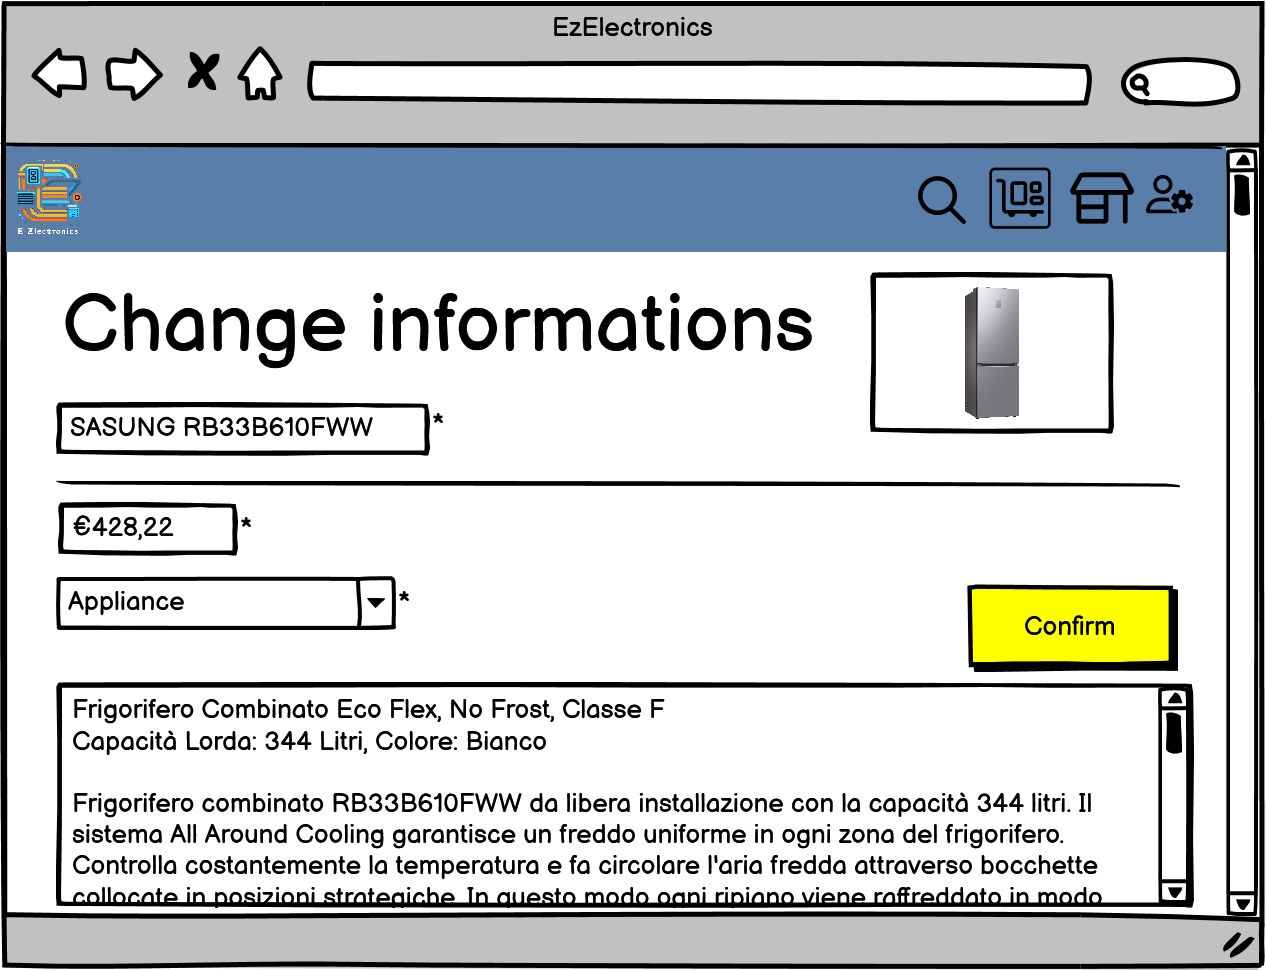 EzElectronics
E Zlectronics
Change informations
SASUNG RB33B610FWW *
€428,22 *
Appliance *
Confirm
Frigorifero Combinato Eco Flex, No Frost, Classe F
Capacità Lorda: 344 Litri, Colore: Bianco
Frigorifero combinato RB33B610FWW da libera installazione con la capacità 344 litri. Il
sistema All Around Cooling garantisce un freddo uniforme in ogni zona del frigorifero.
Controlla costantemente la temperatura e fa circolare l'aria fredda attraverso bocchette
collocate in posizioni strategiche. In questo modo ogni ripiano viene raffreddato in modo